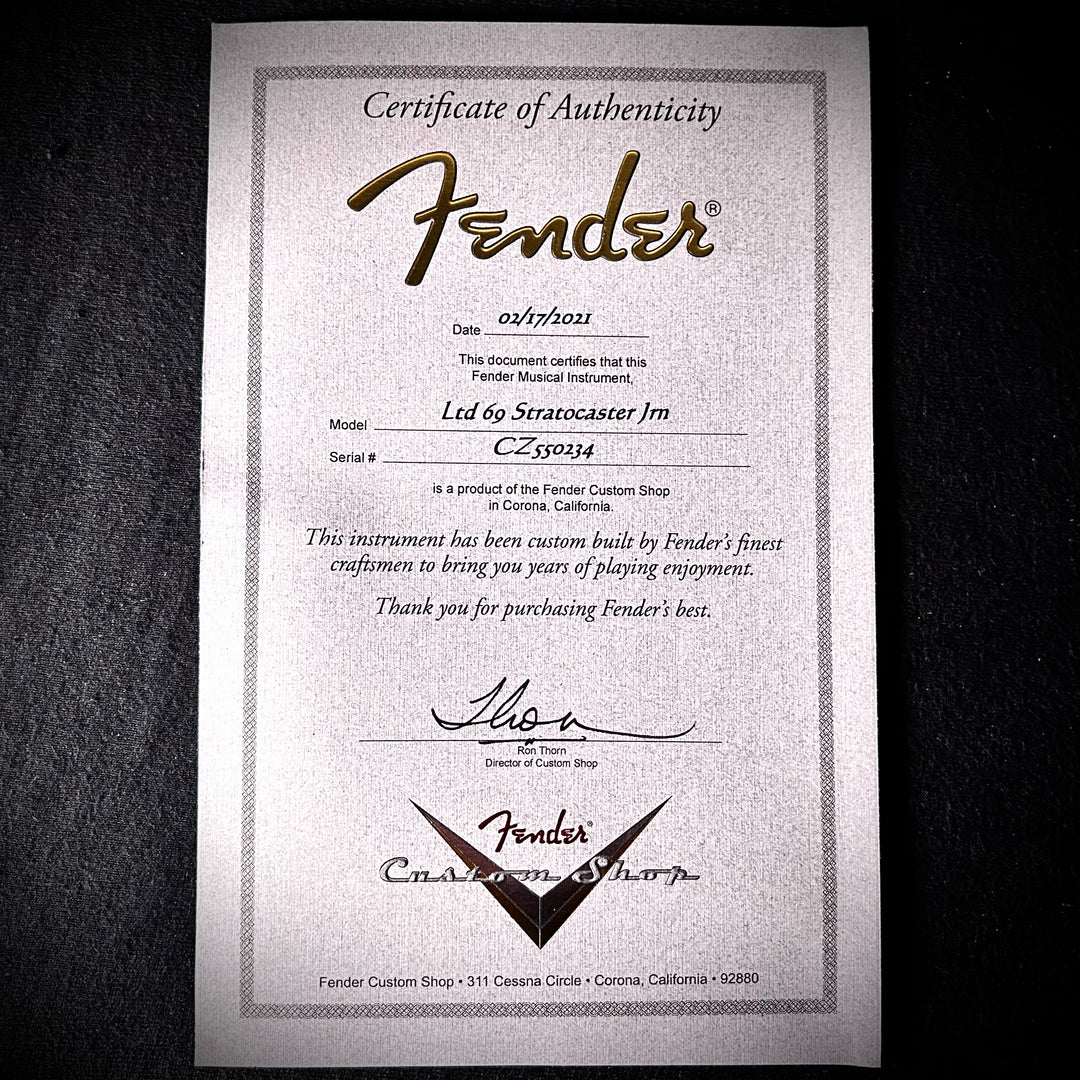 Certificate of Authenticity
Fender®
Date 02/17/2021
This document certifies that this
Fender Musical Instrument,
Model Ltd 69 Stratocaster Jrn
Serial # CZ550234
is a product of the Fender Custom Shop
in Corona, California.
This instrument has been custom built by Fender's finest
craftsmen to bring you years of playing enjoyment.
Thank you for purchasing Fender's best.
Thorn
Ron Thorn
Director of Custom Shop
Fender®
Custom Shop
Fender Custom Shop • 311 Cessna Circle • Corona, California • 92880